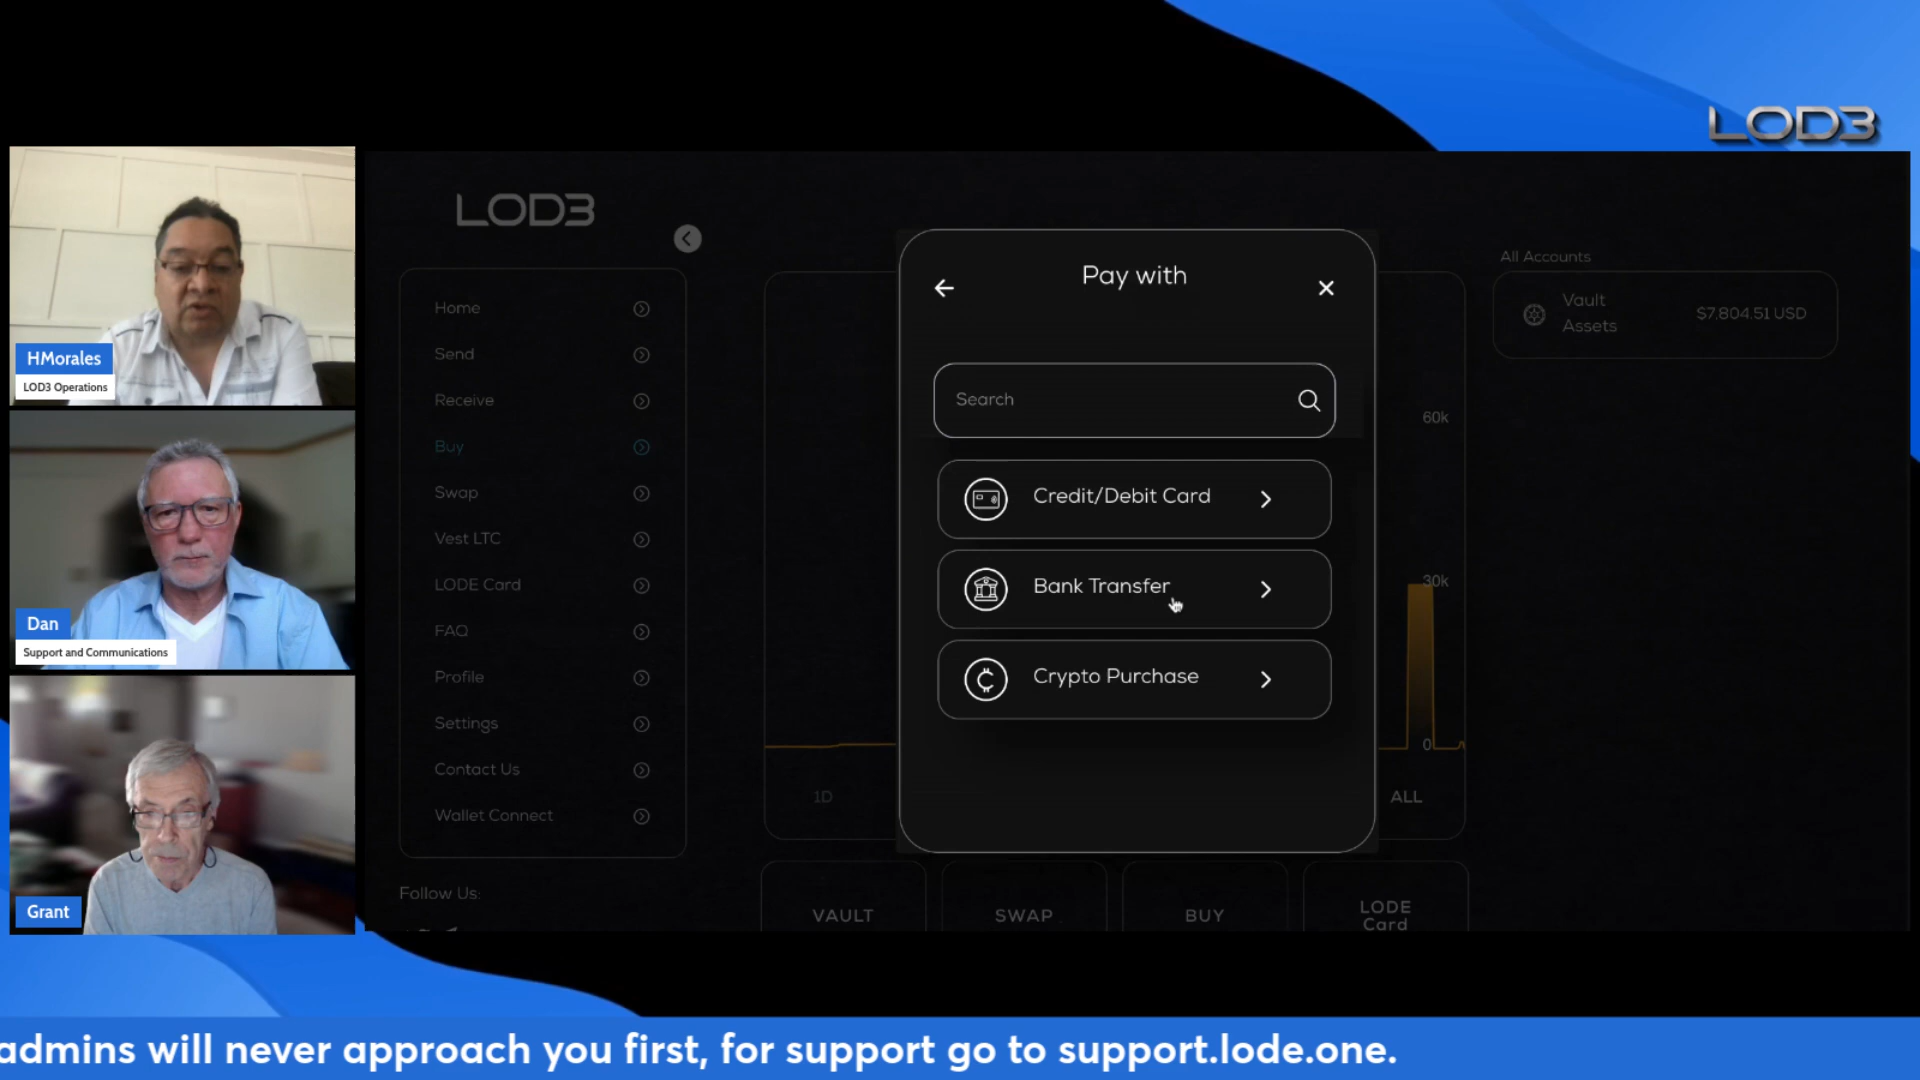 LOD3
HMorales
LOD3 Operations
Dan
Support and Communications
Grant
LOD3
Home
Send
Receive
Buy
Swap
Vest LTC
LODE Card
FAQ
Profile
Settings
Contact Us
Wallet Connect
Follow Us:
Pay with
Search
Credit/Debit Card
Bank Transfer
Crypto Purchase
60k
30k
0
1D
ALL
VAULT
SWAP
BUY
LODE
Card
All Accounts
Vault
Assets
$7,804.51 USD
admins will never approach you first, for support go to support.lode.one.